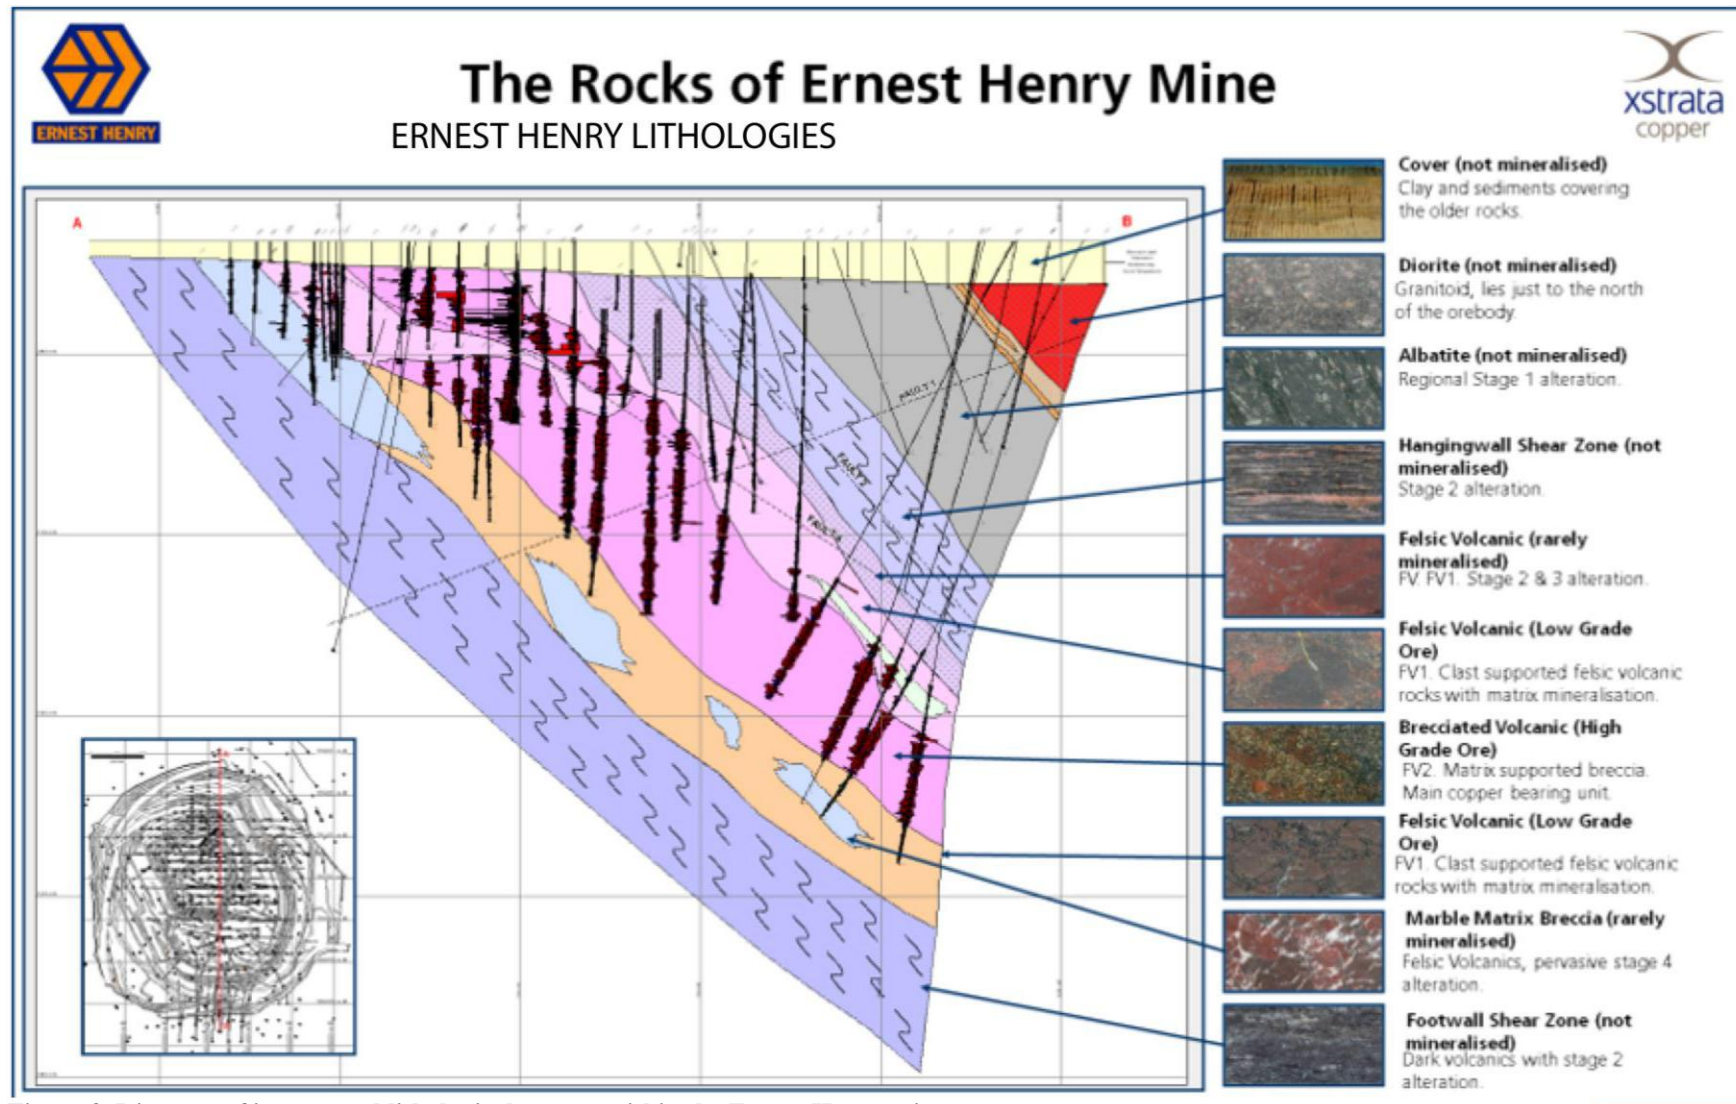 The Rocks of Ernest Henry Mine
ERNEST HENRY LITHOLOGIES
ERNEST HENRY
xstrata
copper
A
B
FAULT 1
FAULT
FAULT
Cover (not mineralised)
Clay and sediments covering
the older rocks.
Diorite (not mineralised)
Granitoid, lies just to the north
of the orebody.
Albatite (not mineralised)
Regional Stage 1 alteration.
Hangingwall Shear Zone (not
mineralised)
Stage 2 alteration.
Felsic Volcanic (rarely
mineralised)
FV. FV1. Stage 2 & 3 alteration.
Felsic Volcanic (Low Grade
Ore)
FV1. Clast supported felsic volcanic
rocks with matrix mineralisation.
Brecciated Volcanic (High
Grade Ore)
FV2. Matrix supported breccia.
Main copper bearing unit.
Felsic Volcanic (Low Grade
Ore)
FV1. Clast supported felsic volcanic
rocks with matrix mineralisation.
Marble Matrix Breccia (rarely
mineralised)
Felsic Volcanics, pervasive stage 4
alteration.
Footwall Shear Zone (not
mineralised)
Dark volcanics with stage 2
alteration.